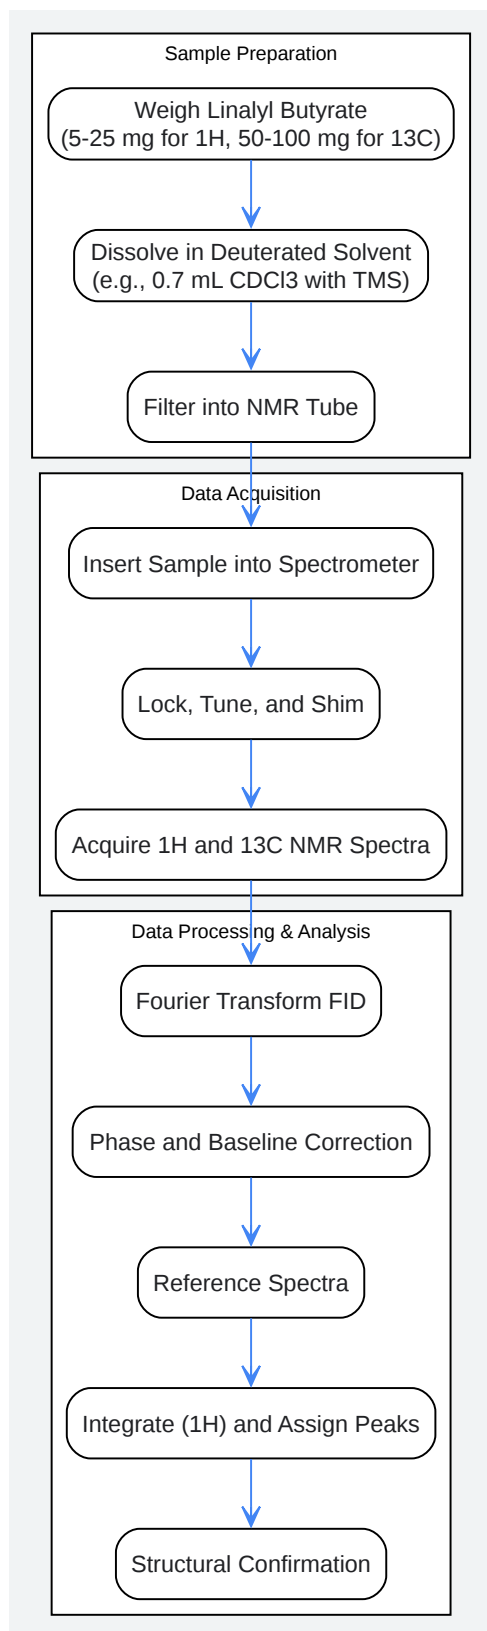 Sample Preparation
Weigh Linalyl Butyrate
(5-25 mg for 1H, 50-100 mg for 13C)
Dissolve in Deuterated Solvent
(e.g., 0.7 mL CDCl3 with TMS)
Filter into NMR Tube
Data Acquisition
Insert Sample into Spectrometer
Lock, Tune, and Shim
Acquire 1H and 13C NMR Spectra
Data Processing & Analysis
Fourier Transform FID
Phase and Baseline Correction
Reference Spectra
Integrate (1H) and Assign Peaks
Structural Confirmation